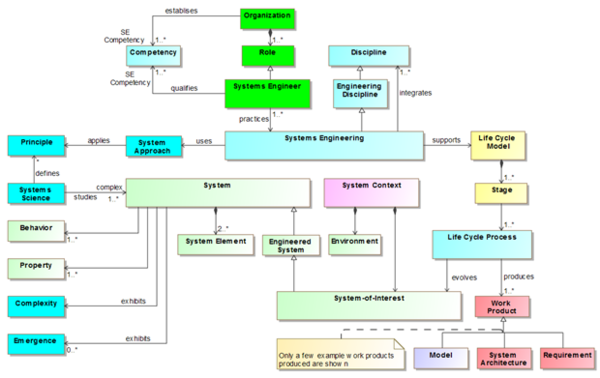 establises
Organization
SE
Competency
1..*
1..*
Competency
Role
Discipline
1..*
SE
Competency
1..*
qualifies
Systems Engineer
Engineering
Discipline
integrates
practices
1..*
Principle
applies
System
Approach
uses
Systems Engineering
supports
Life Cycle
Model
*
defines
1..*
Systems
Science
studies
complex
1..*
System
System Context
Stage
1..*
Behavior
1..*
2..*
System Element
Engineered
System
Environment
Life Cycle Process
Property
1..*
evolves
produces
1..*
Complexity
exhibits
System-of-Interest
Work
Product
Emergence
0..*
exhibits
Only a few example work products
produced are shown
Model
System
Architecture
Requirement